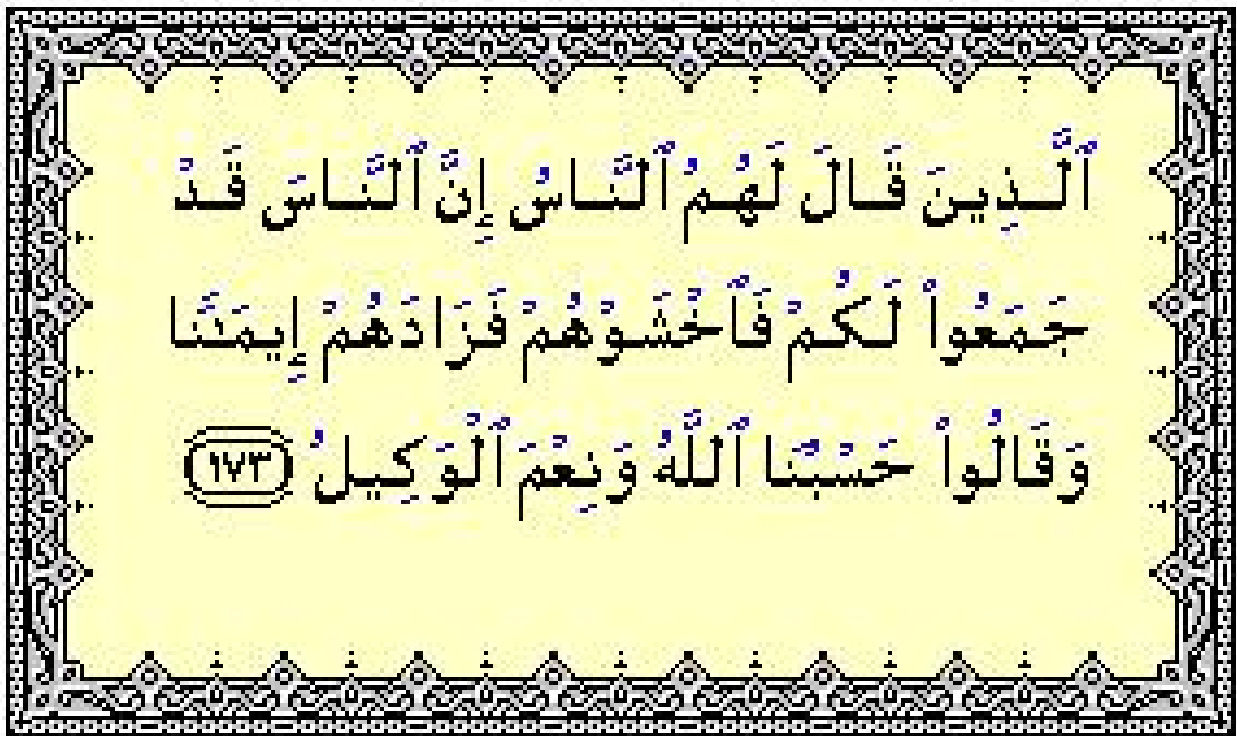 ٱلَّذِينَ قَالَ لَهُمُ ٱلنَّاسُ إِنَّ ٱلنَّاسَ قَدْ
جَمَعُوا۟ لَكُمْ فَٱخْشَوْهُمْ فَزَادَهُمْ إِيمَـٰنًا
وَقَالُوا۟ حَسْبُنَا ٱللَّهُ وَنِعْمَ ٱلْوَكِيلُ ١٧٣